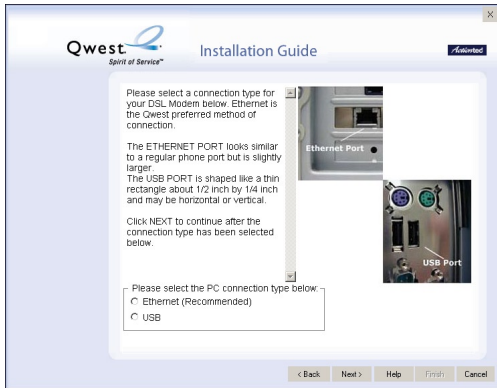 X
Qwest.
Spirit of Service™
Installation Guide
Actiontec
Please select a connection type for
your DSL Modem below. Ethernet is
the Qwest preferred method of
connection.
The ETHERNET PORT looks similar
to a regular phone port but is slightly
larger.
The USB PORT is shaped like a thin
rectangle about 1/2 inch by 1/4 inch
and may be horizontal or vertical.
Click NEXT to continue after the
connection type has been selected
below.
Ethernet Port
USB Port
Please select the PC connection type below:
Ethernet (Recommended)
USB
< Back
Next >
Help
Finish
Cancel